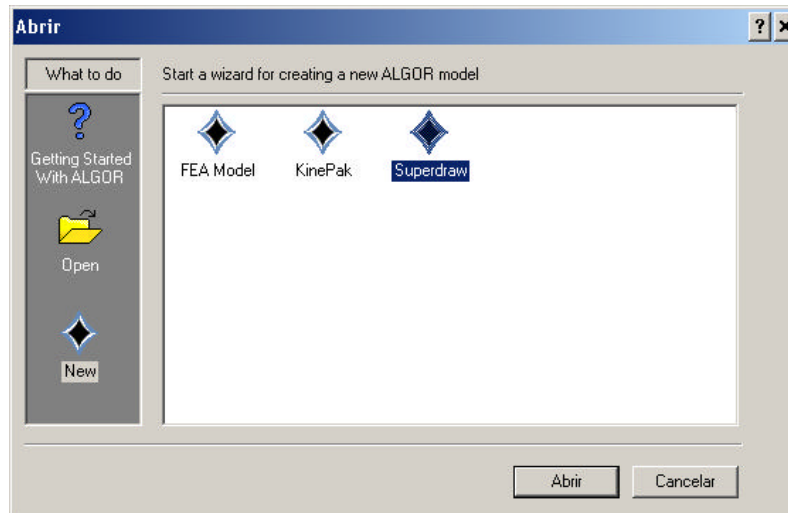 Abrir
What to do
Start a wizard for creating a new ALGOR model
Getting Started
With ALGOR
Open
New
FEA Model
KinePak
Superdraw
Abrir
Cancelar